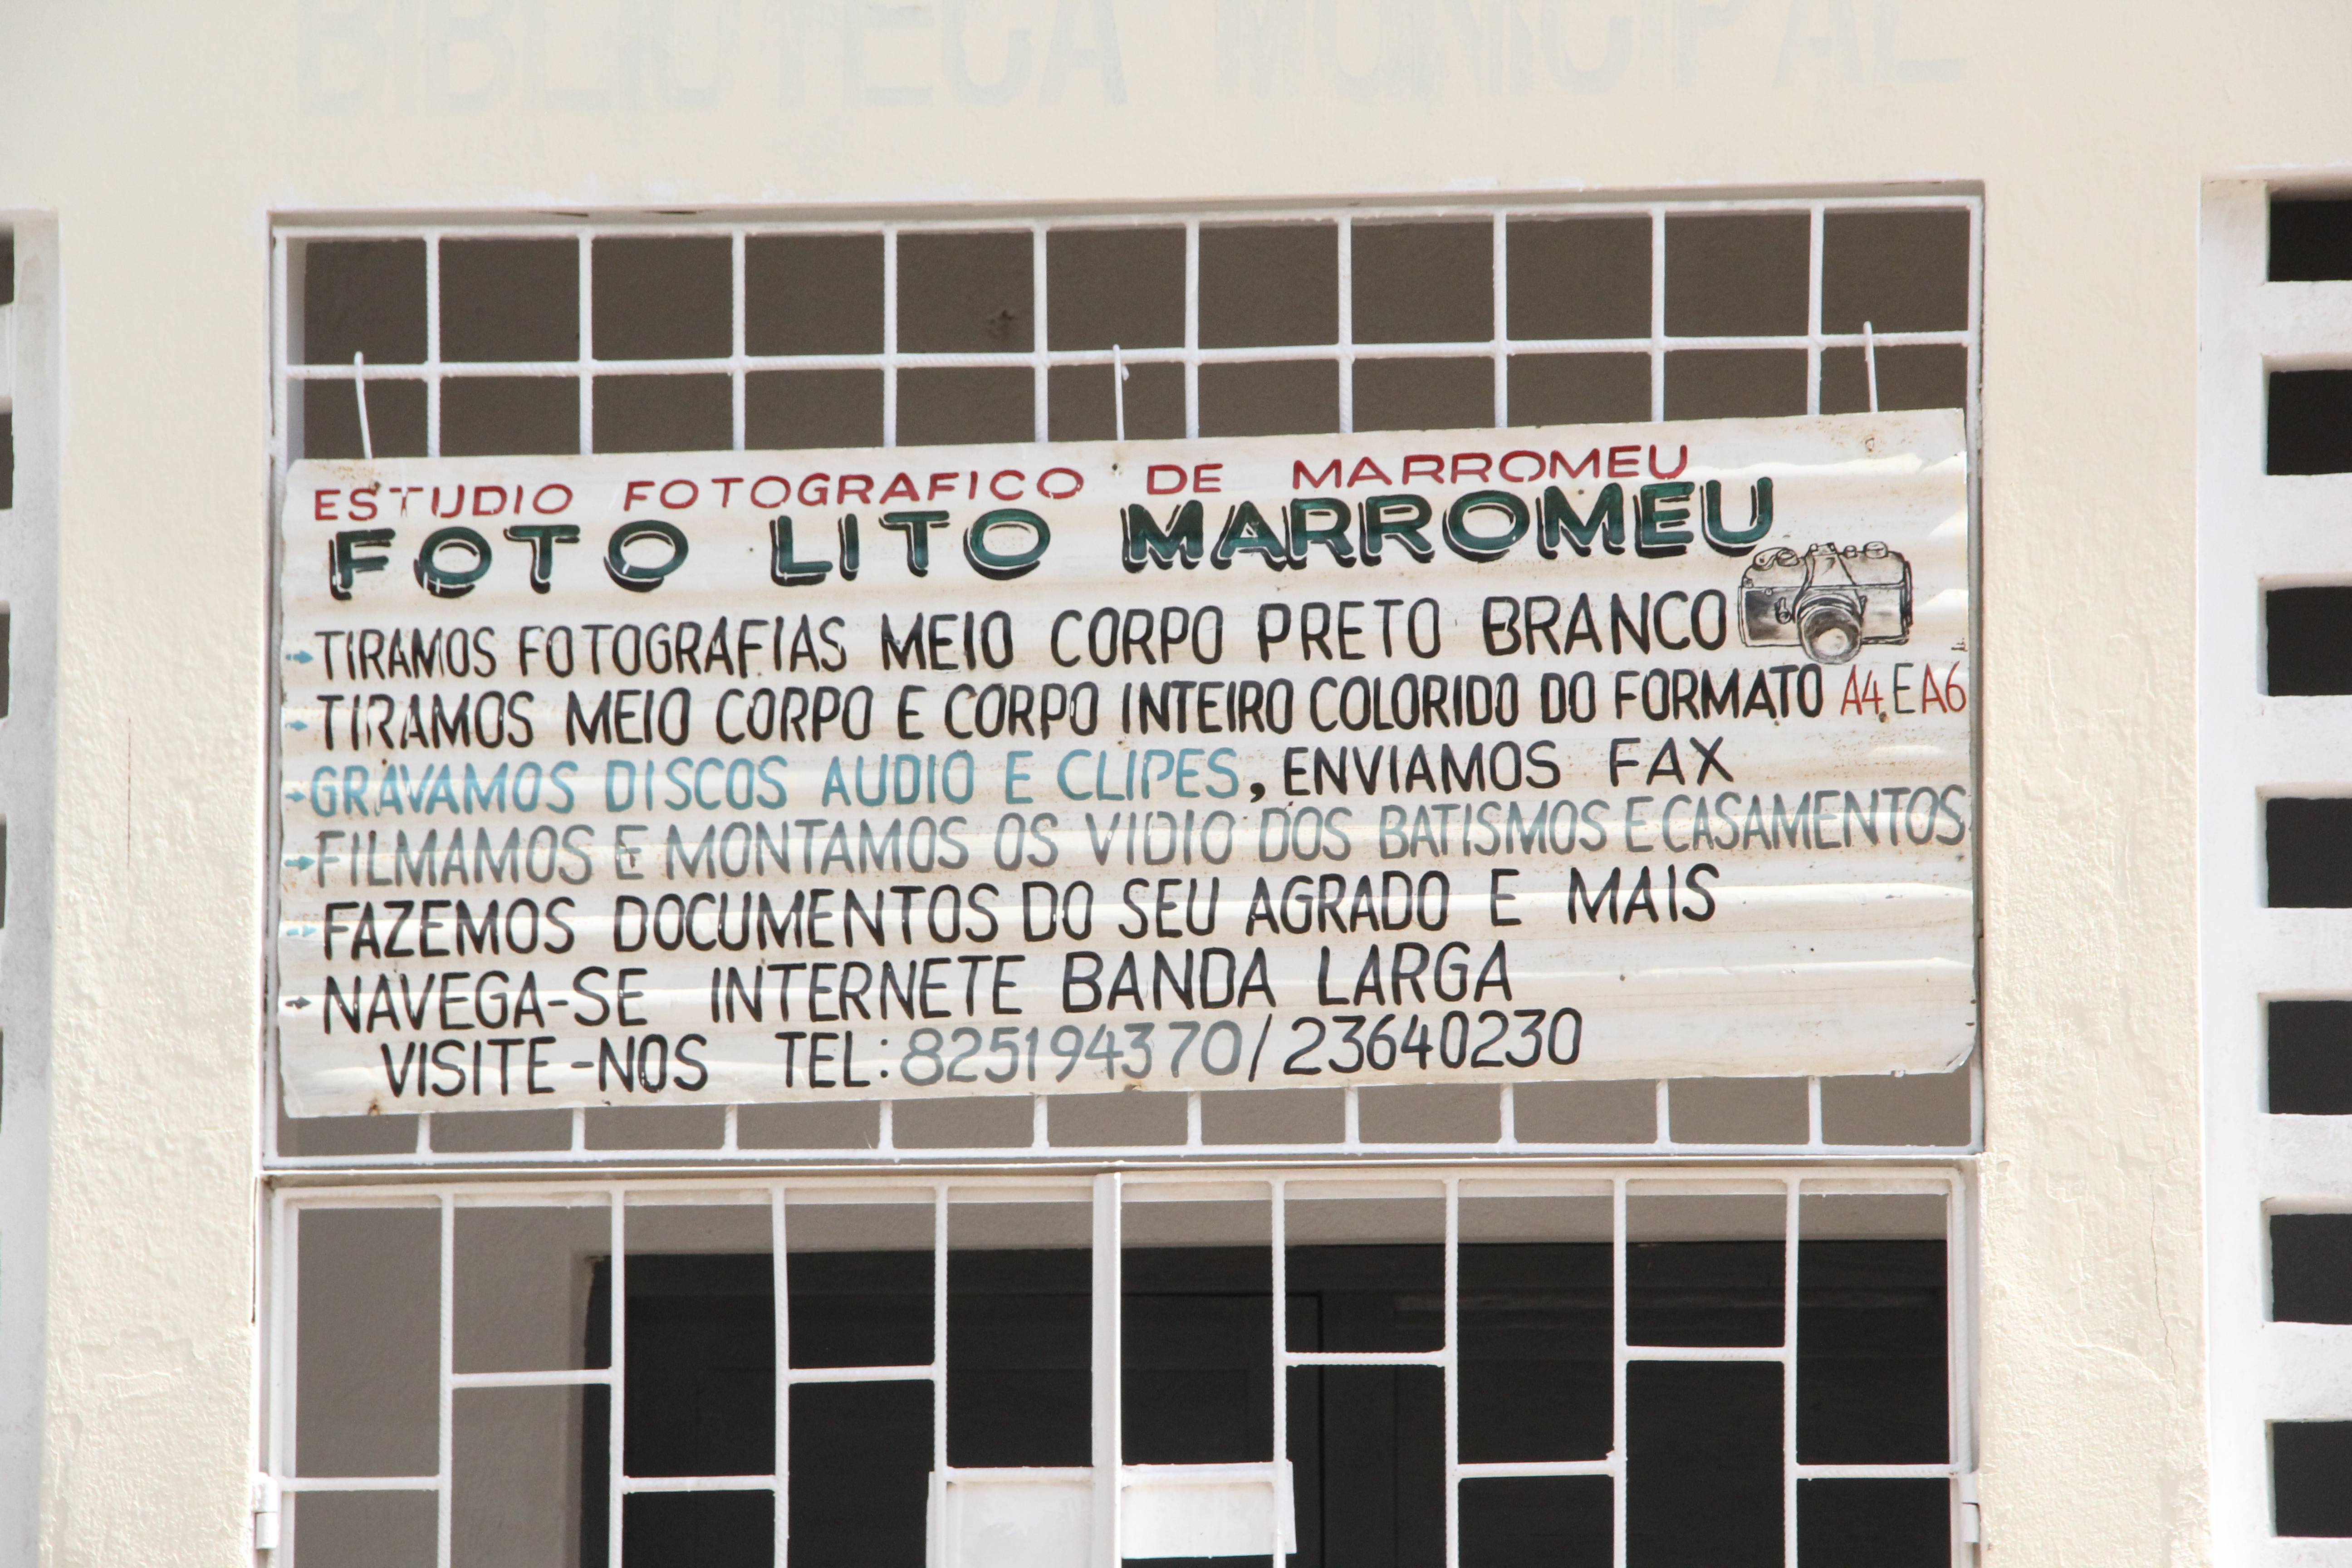 BIBLIOTECA MUNICIPAL
ESTUDIO FOTOGRAFICO DE MARROMEU
FOTO LITO MARROMEU
TIRAMOS FOTOGRAFIAS MEIO CORPO PRETO BRANCO
TIRAMOS MEIO CORPO E CORPO INTEIRO COLORIDO DO FORMATO A4 E A6
GRAVAMOS DISCOS AUDIO E CLIPES, ENVIAMOS FAX
FILMAMOS E MONTAMOS OS VIDIO DOS BATISMOS E CASAMENTOS
FAZEMOS DOCUMENTOS DO SEU AGRADO E MAIS
NAVEGA-SE INTERNETE BANDA LARGA
VISITE-NOS TEL: 825194370/23640230